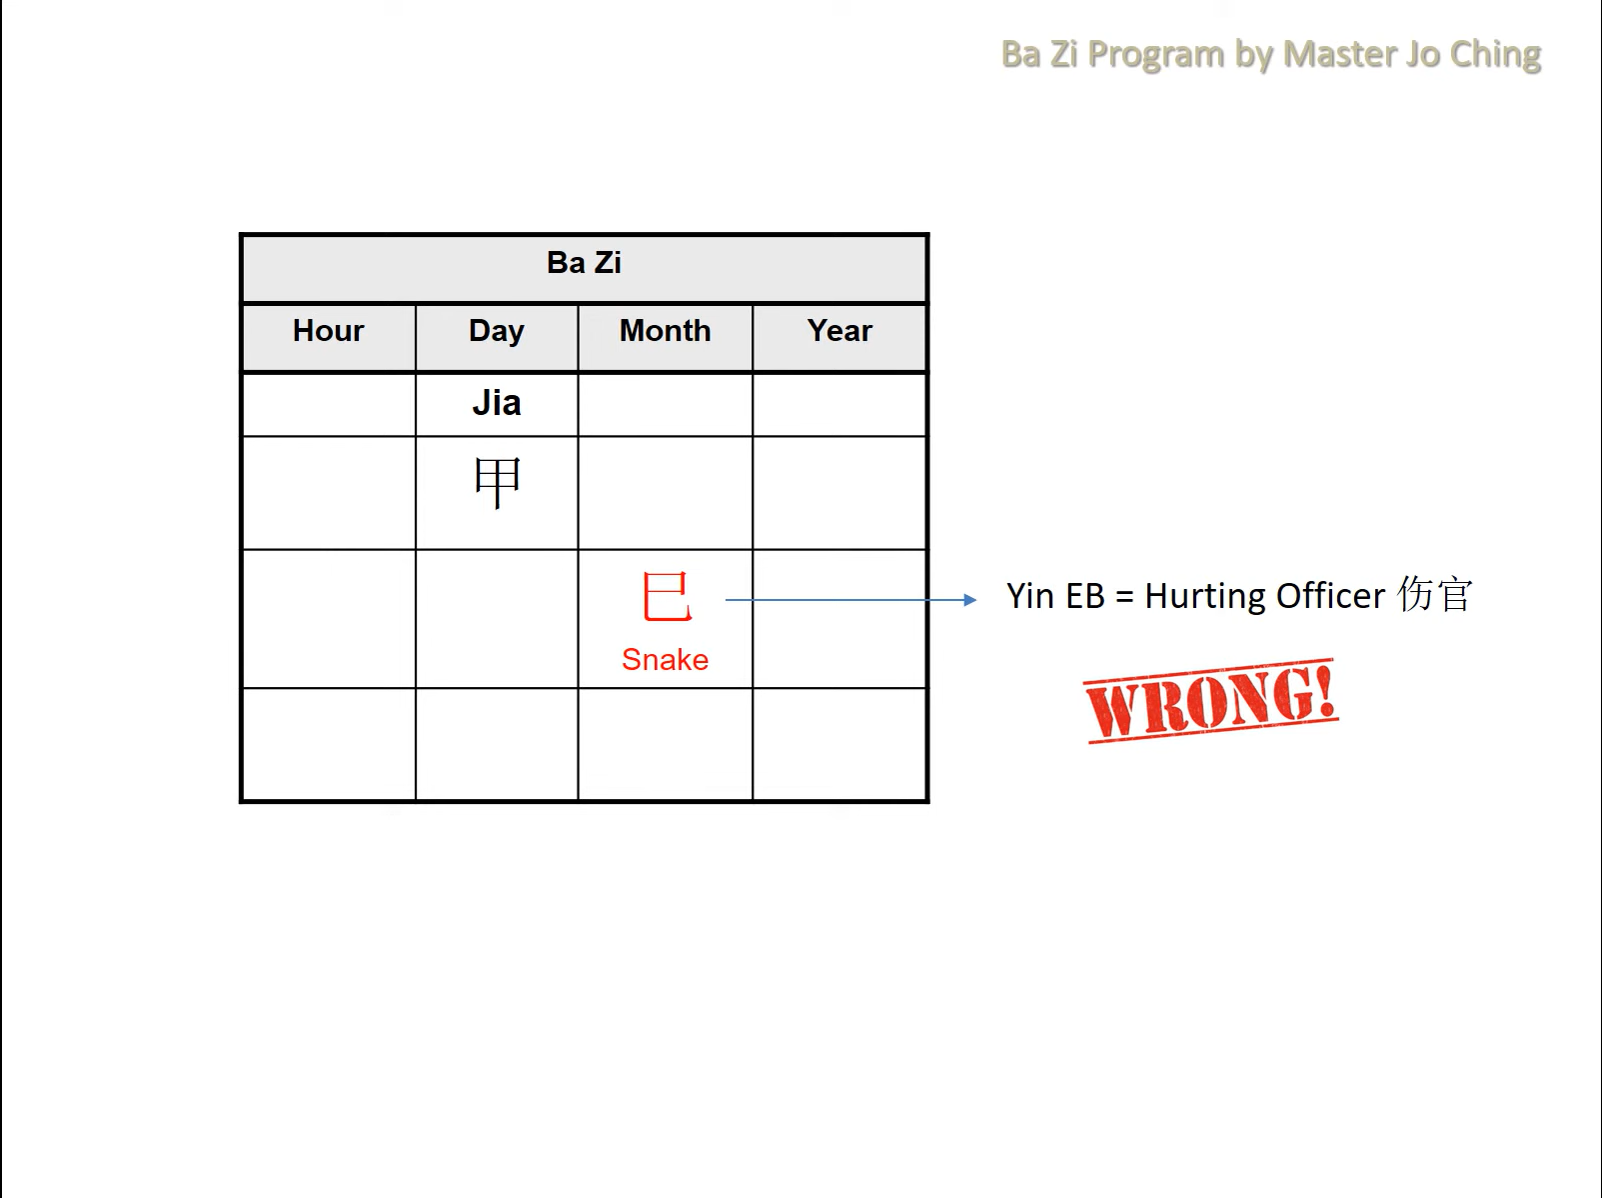 Ba Zi Program by Master Jo Ching
Ba Zi
Hour Day Month Year
Jia
甲
巳
Yin EB = Hurting Officer 伤官
Snake
WRONG!